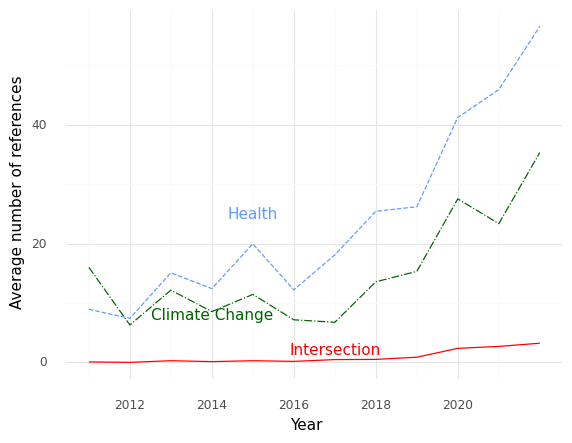 Average number of references
40
20
0
Health
Climate Change
Intersection
2012 2014 2016 2018 2020
Year